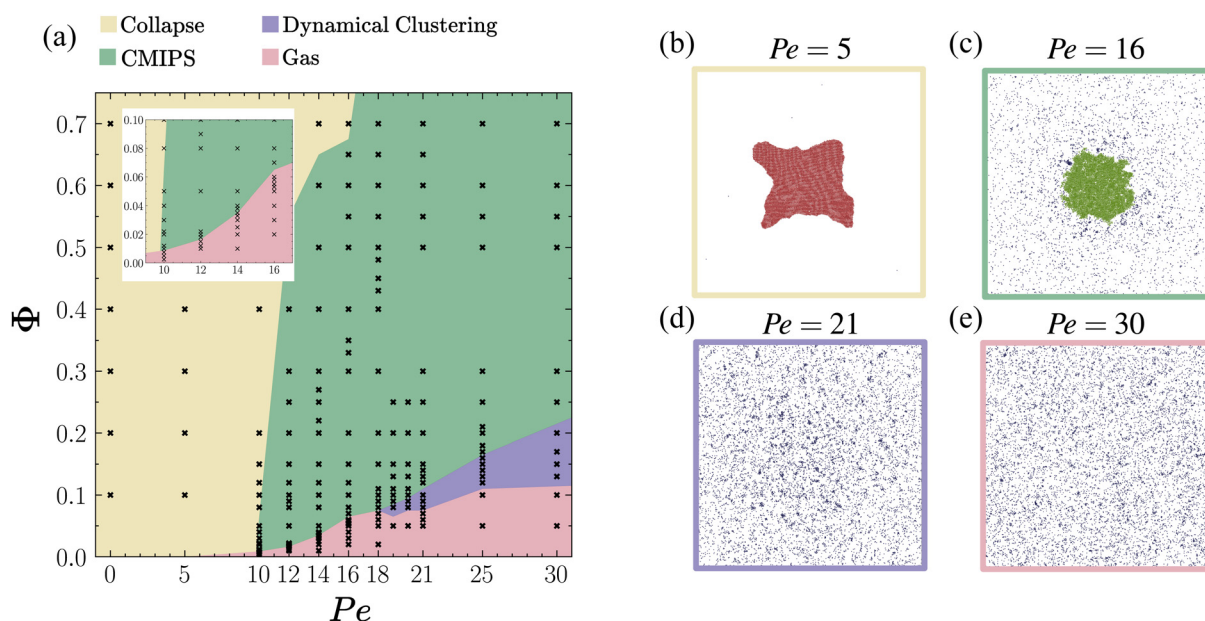 (a)
Collapse
Dynamical Clustering
CMIPS
Gas
Φ
0.7
0.6
0.5
0.4
0.3
0.2
0.1
0.0
0.10
0.08
0.06
0.04
0.02
0.00
10 12 14 16
0 5 10 12 14 16 18 21 25 30
Pe
(b) Pe = 5
(c) Pe = 16
(d) Pe = 21
(e) Pe = 30